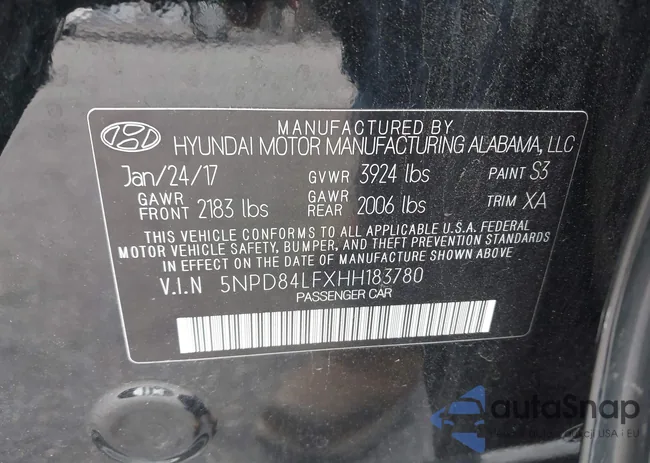 MANUFACTURED BY
HYUNDAI MOTOR MANUFACTURING ALABAMA, LLC
Jan/24/17 GVWR 3924 lbs PAINT S3
GAWR FRONT 2183 lbs GAWR REAR 2006 lbs TRIM XA
THIS VEHICLE CONFORMS TO ALL APPLICABLE U.S.A. FEDERAL
MOTOR VEHICLE SAFETY, BUMPER, AND THEFT PREVENTION STANDARDS
IN EFFECT ON THE DATE OF MANUFACTURE SHOWN ABOVE.
V.I.N 5NPD84LFXHH183780
PASSENGER CAR
autoSnap
USA · EU